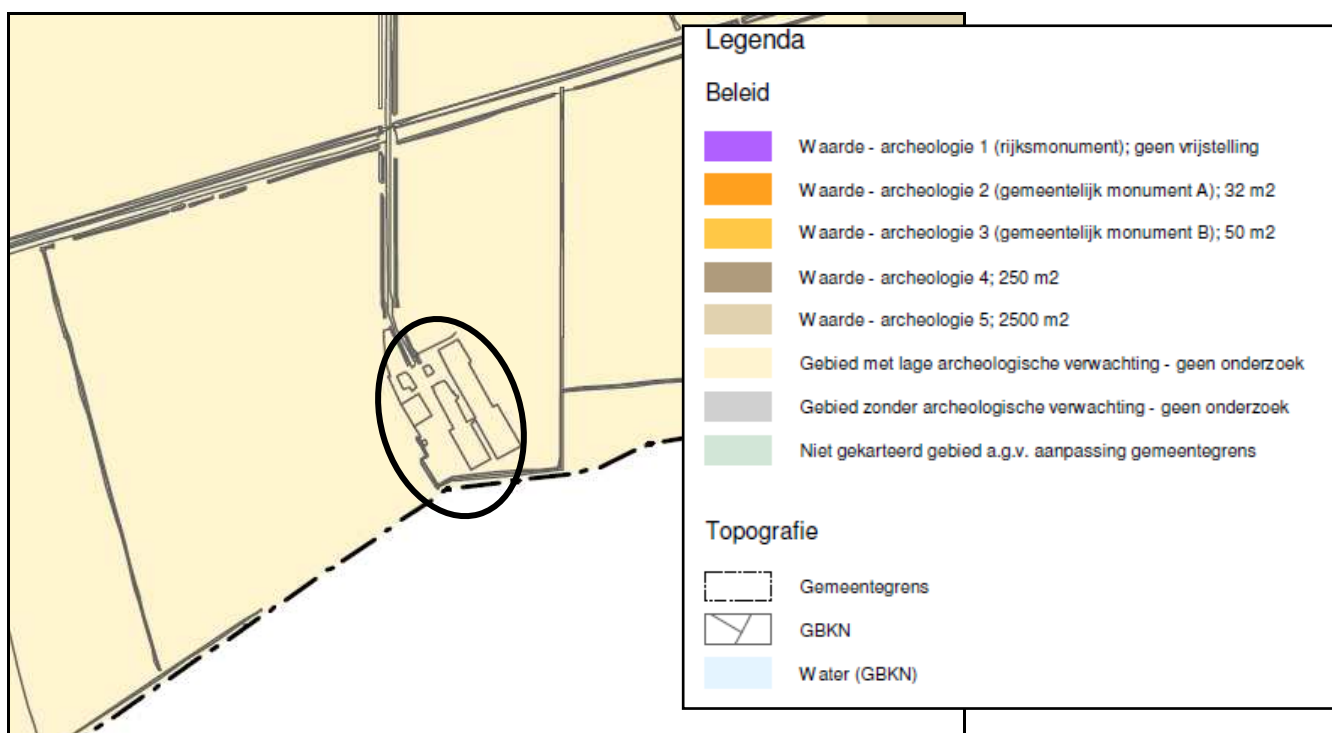 Legenda
Beleid
Waarde - archeologie 1 (rijksmonument); geen vrijstelling
Waarde - archeologie 2 (gemeentelijk monument A); 32 m2
Waarde - archeologie 3 (gemeentelijk monument B); 50 m2
Waarde - archeologie 4; 250 m2
Waarde - archeologie 5; 2500 m2
Gebied met lage archeologische verwachting - geen onderzoek
Gebied zonder archeologische verwachting - geen onderzoek
Niet gekarteerd gebied a.g.v. aanpassing gemeentegrens
Topografie
Gemeentegrens
GBKN
Water (GBKN)